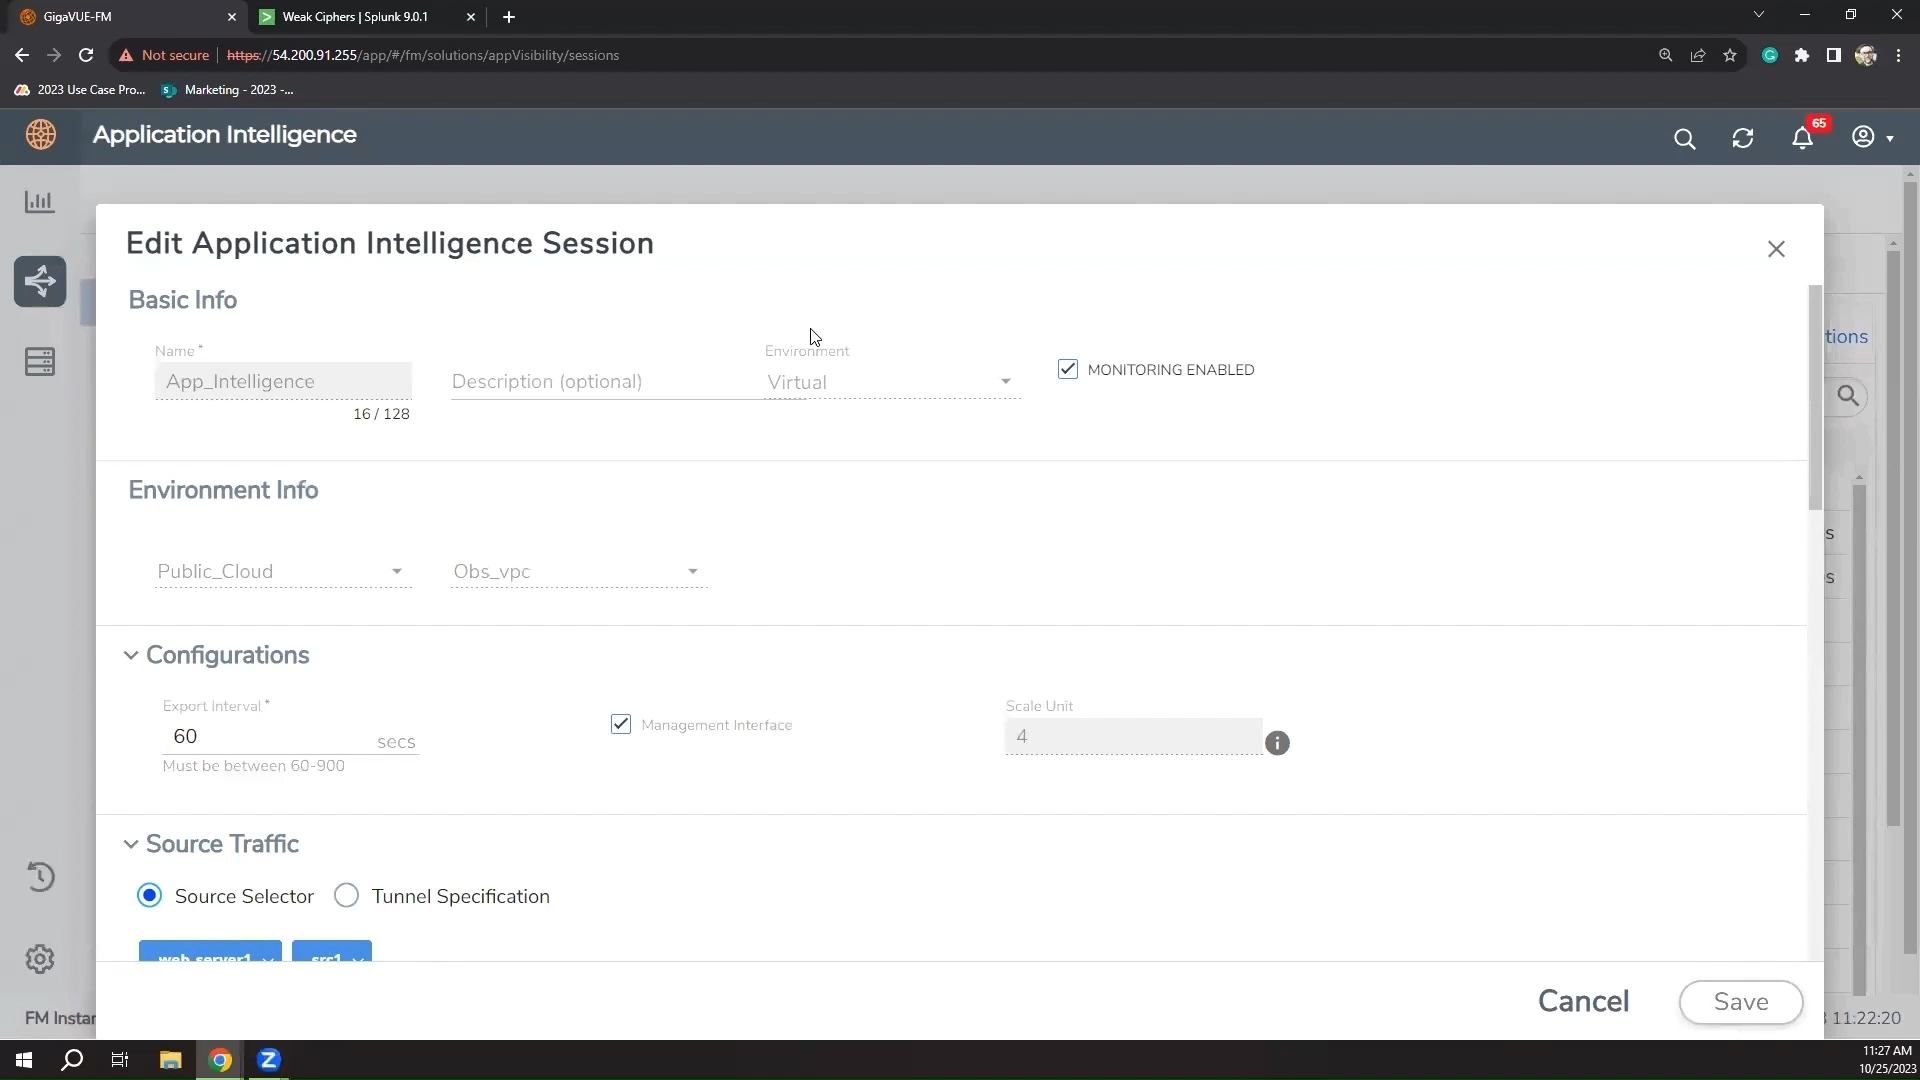 GigaVUE-FM
Weak Ciphers | Splunk 9.0.1
Not secure
https://54.200.91.255/app/#/fm/solutions/appVisibility/sessions
2023 Use Case Pro...
Marketing - 2023 -...
Application Intelligence
65
Edit Application Intelligence Session
Basic Info
Name *
App_Intelligence
16 / 128
Description (optional)
Environment
Virtual
MONITORING ENABLED
tions
Environment Info
Public_Cloud
Obs_vpc
s
s
Configurations
Export Interval *
60
secs
Must be between 60-900
Management Interface
Scale Unit
4
Source Traffic
Source Selector
Tunnel Specification
web_server1
src1
Cancel
Save
FM Instan
11:22:20
11:27 AM
10/25/2023